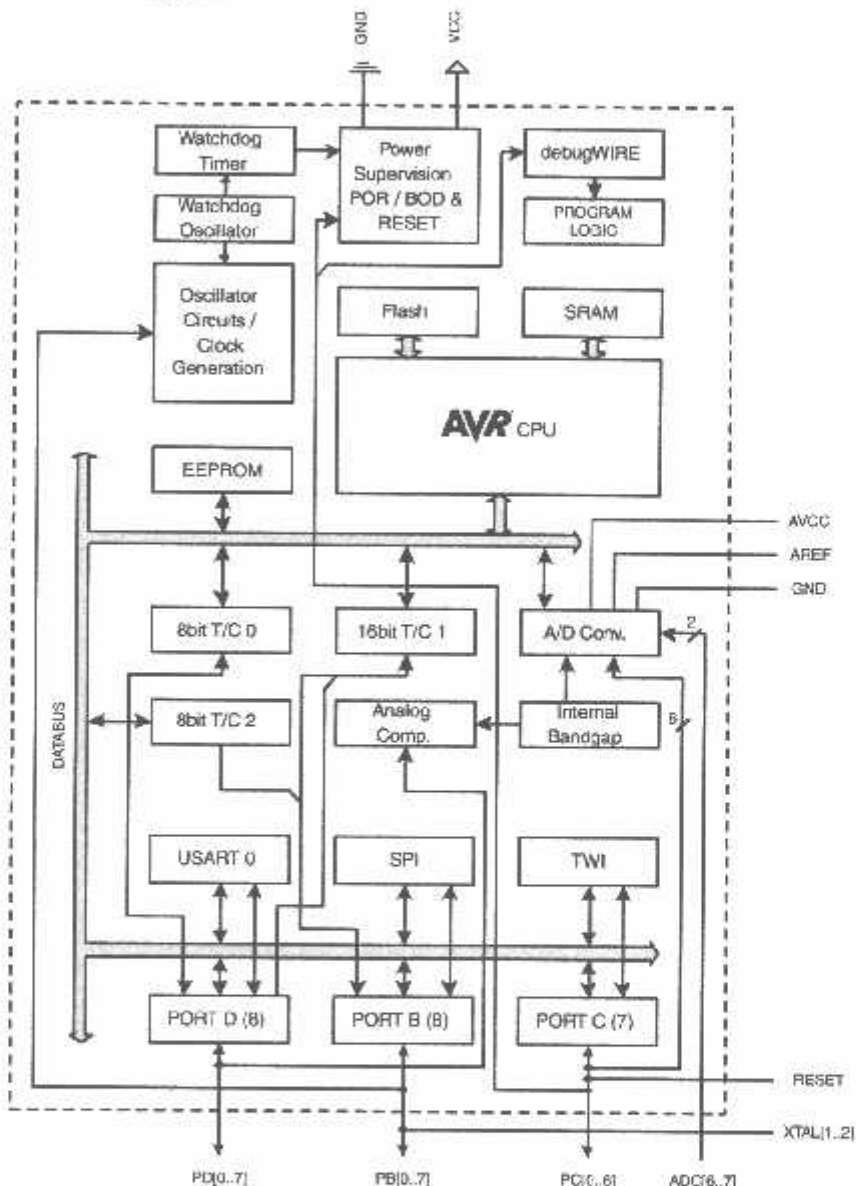 GND
VCC
Watchdog
Timer
Power
Supervision
POR / BOD &
RESET
debugWIRE
Watchdog
Oscillator
PROGRAM
LOGIC
Oscillator
Circuits /
Clock
Generation
Flash
SRAM
AVR CPU
EEPROM
AVCC
AREF
GND
8bit T/C 0
16bit T/C 1
A/D Conv.
2
8bit T/C 2
Analog
Comp.
Internal
Bandgap
6
DATABUS
USART 0
SPI
TWI
PORT D (8)
PORT B (8)
PORT C (7)
RESET
XTAL[1..2]
PD[0..7]
PB[0..7]
PC[0..6]
ADC[6..7]